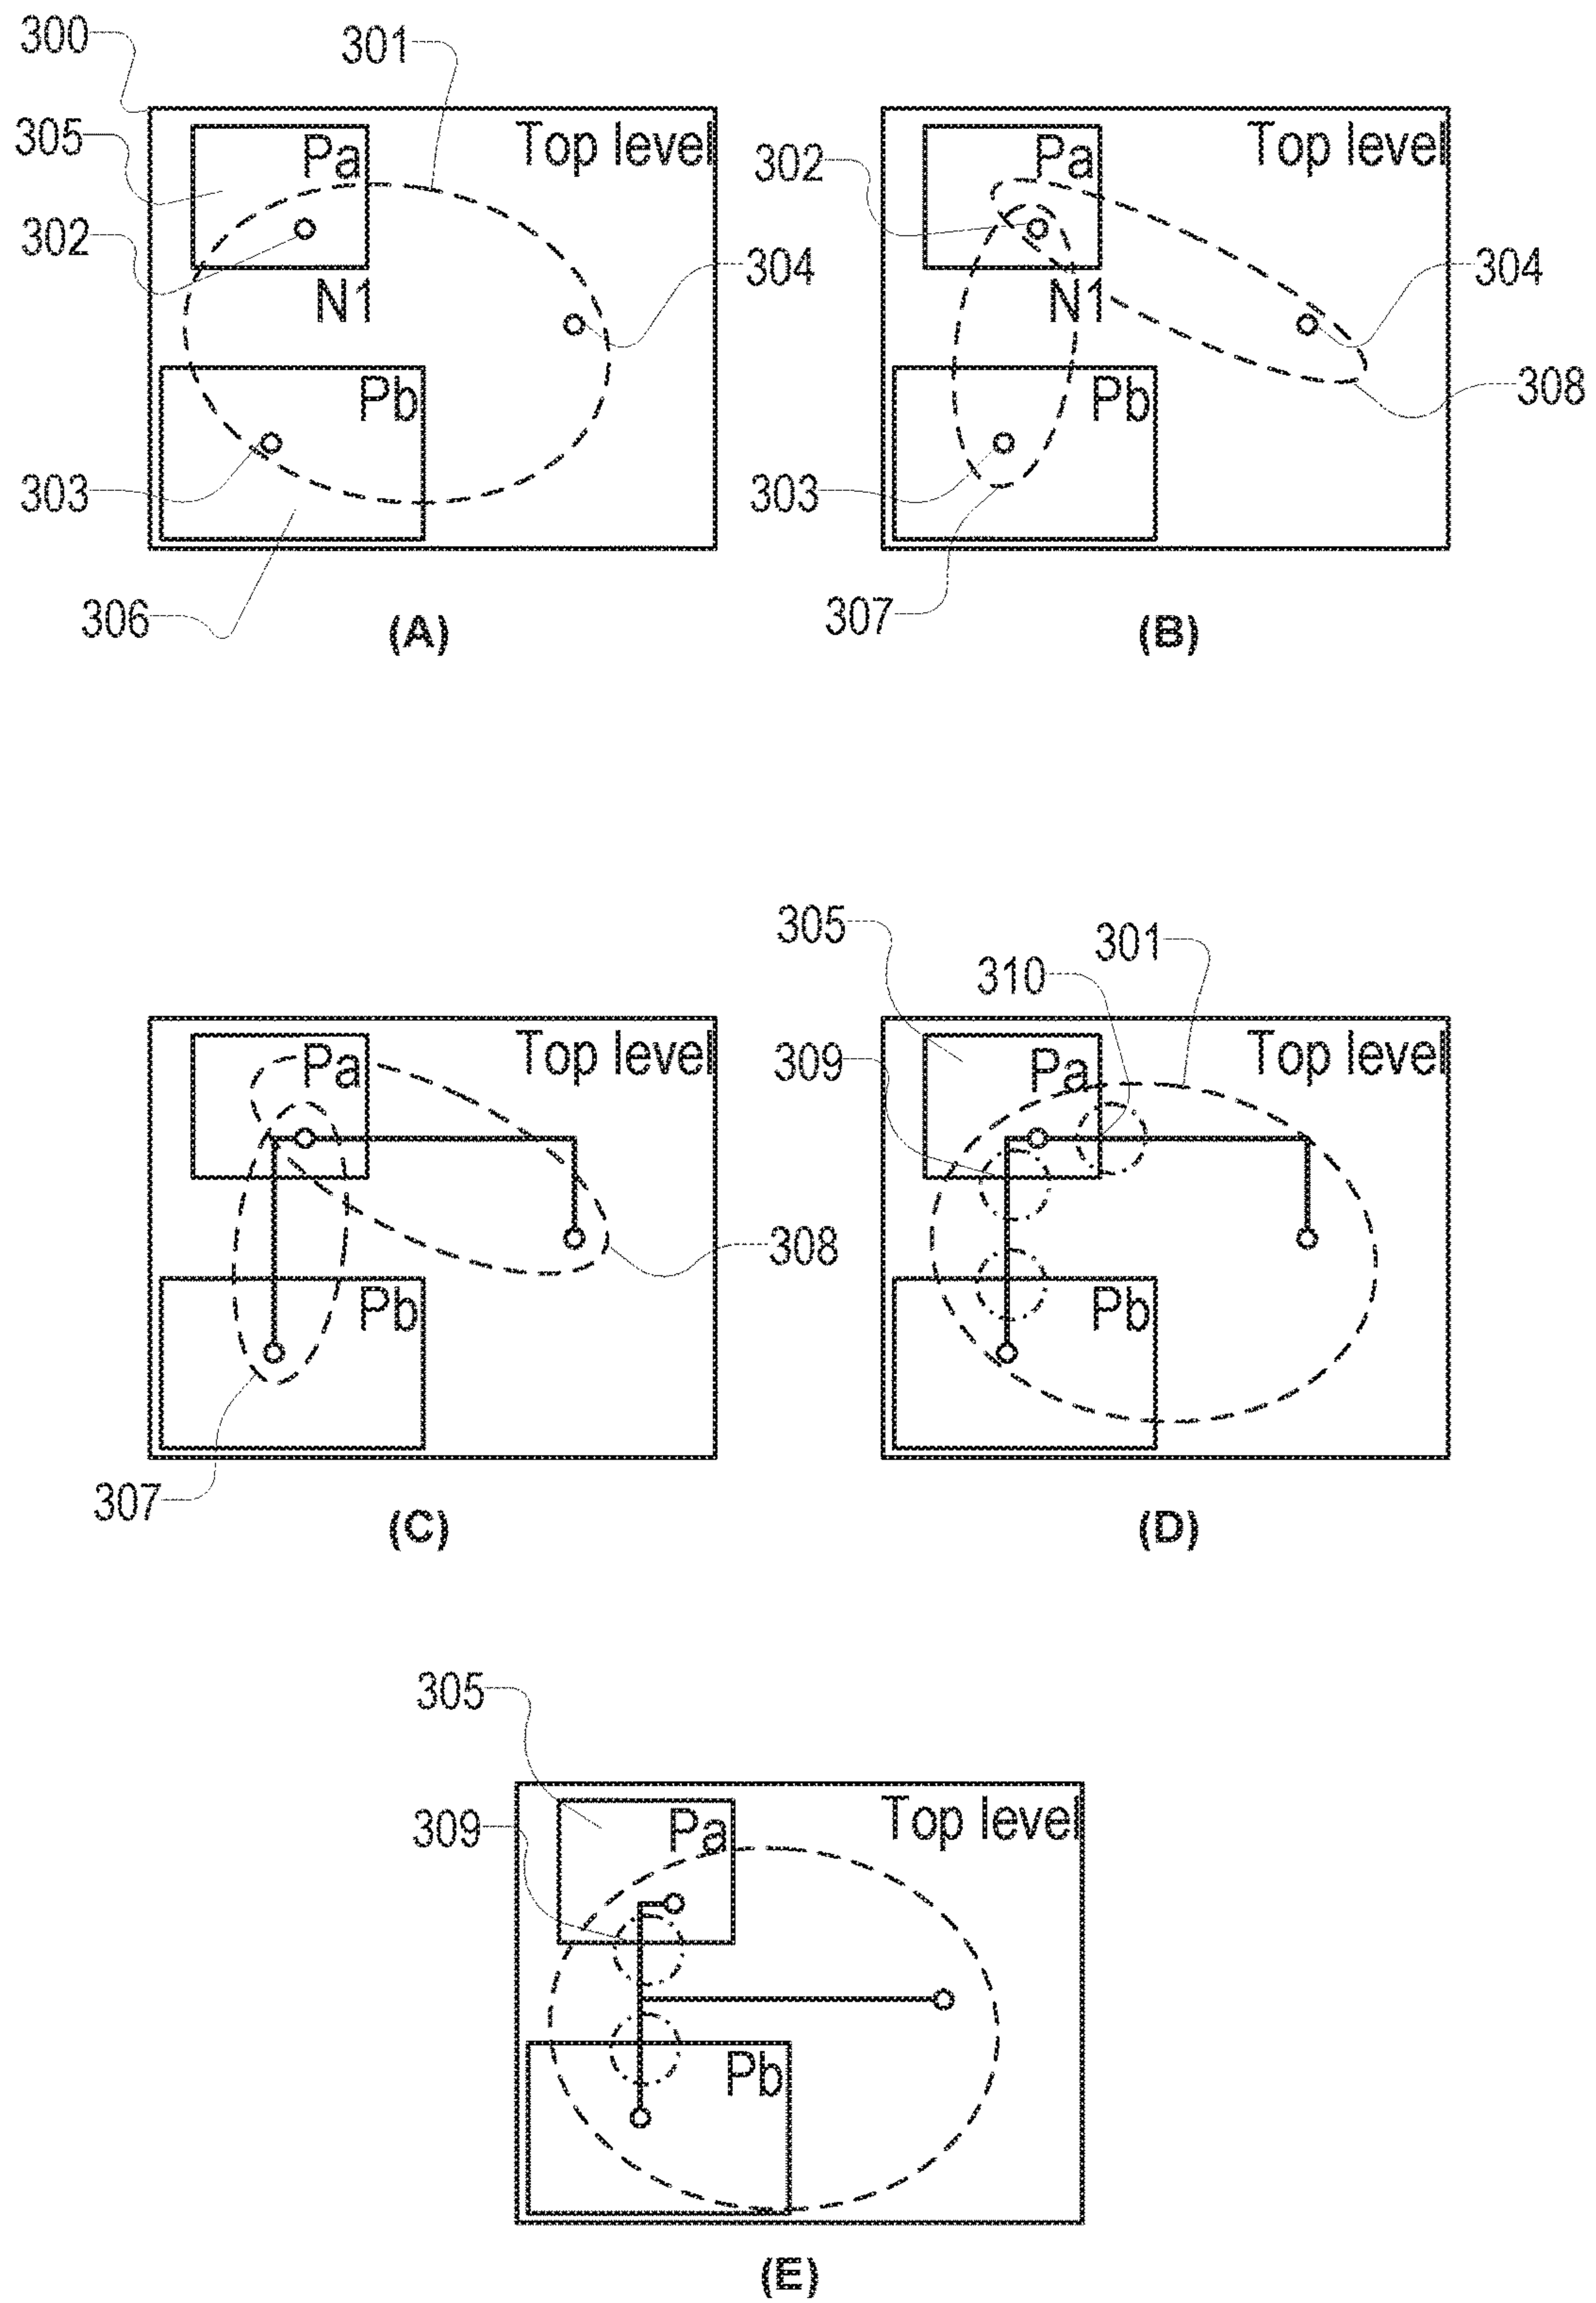 300
301
305
Pa
Top level
302
N1
304
Pb
303
306
(A)
302
Pa
Top level
N1
304
Pb
308
303
307
(B)
Pa
Top level
308
Pb
307
(C)
305
301
310
309
Pa
Top level
Pb
(D)
305
309
Pa
Top level
Pb
(E)